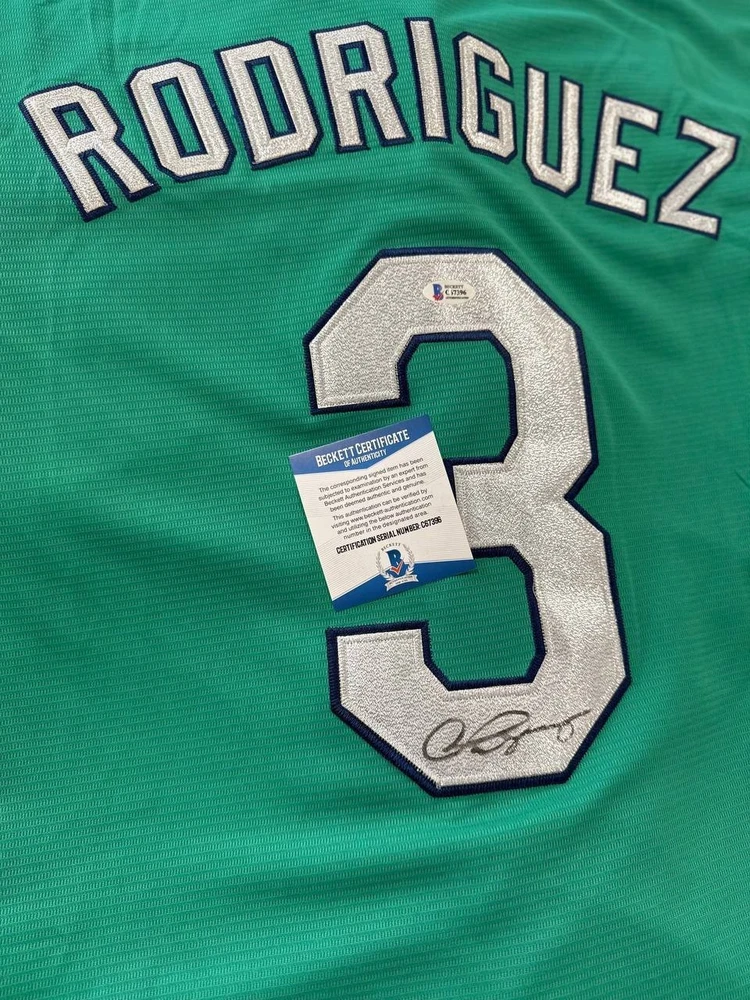 RODRIGUEZ
BECKETT
3
BECKETT CERTIFICATE
OF AUTHENTICITY
The corresponding signed item has been
subjected to examination by an expert from
Beckett Authentication Services and has
been deemed authentic and genuine.
This authentication can be verified by
visiting www.beckett-authentication.com
and utilizing the below authentication
number in the designated area.
CERTIFICATION SERIAL NUMBER: C67396
BECKETT
B